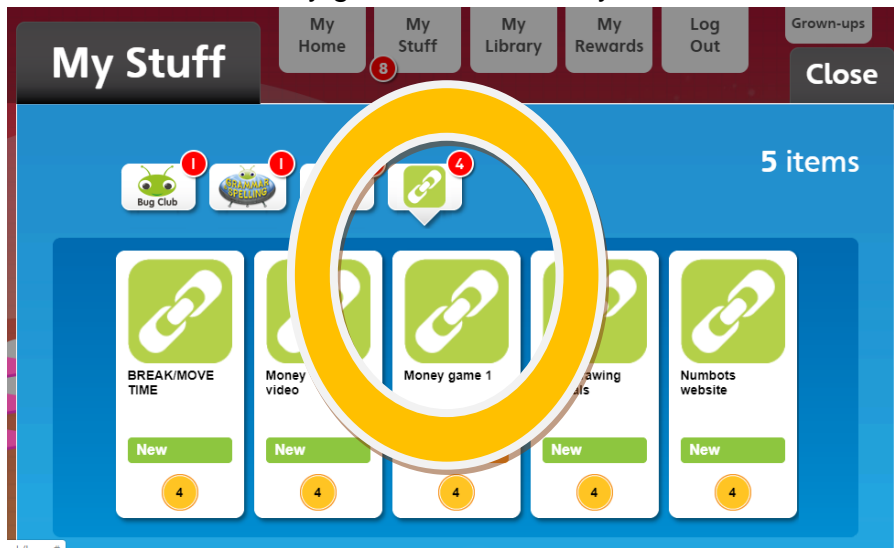 My My My My Log Grown-ups
Home Stuff Library Rewards Out
My Stuff
8
Close
1 1 4
5 items
Bug Club
GRAMMAR
SPELLING
BREAK/MOVE Money Money game 1 awing Numbots
TIME video website
New New New New
4 4 4 4 4